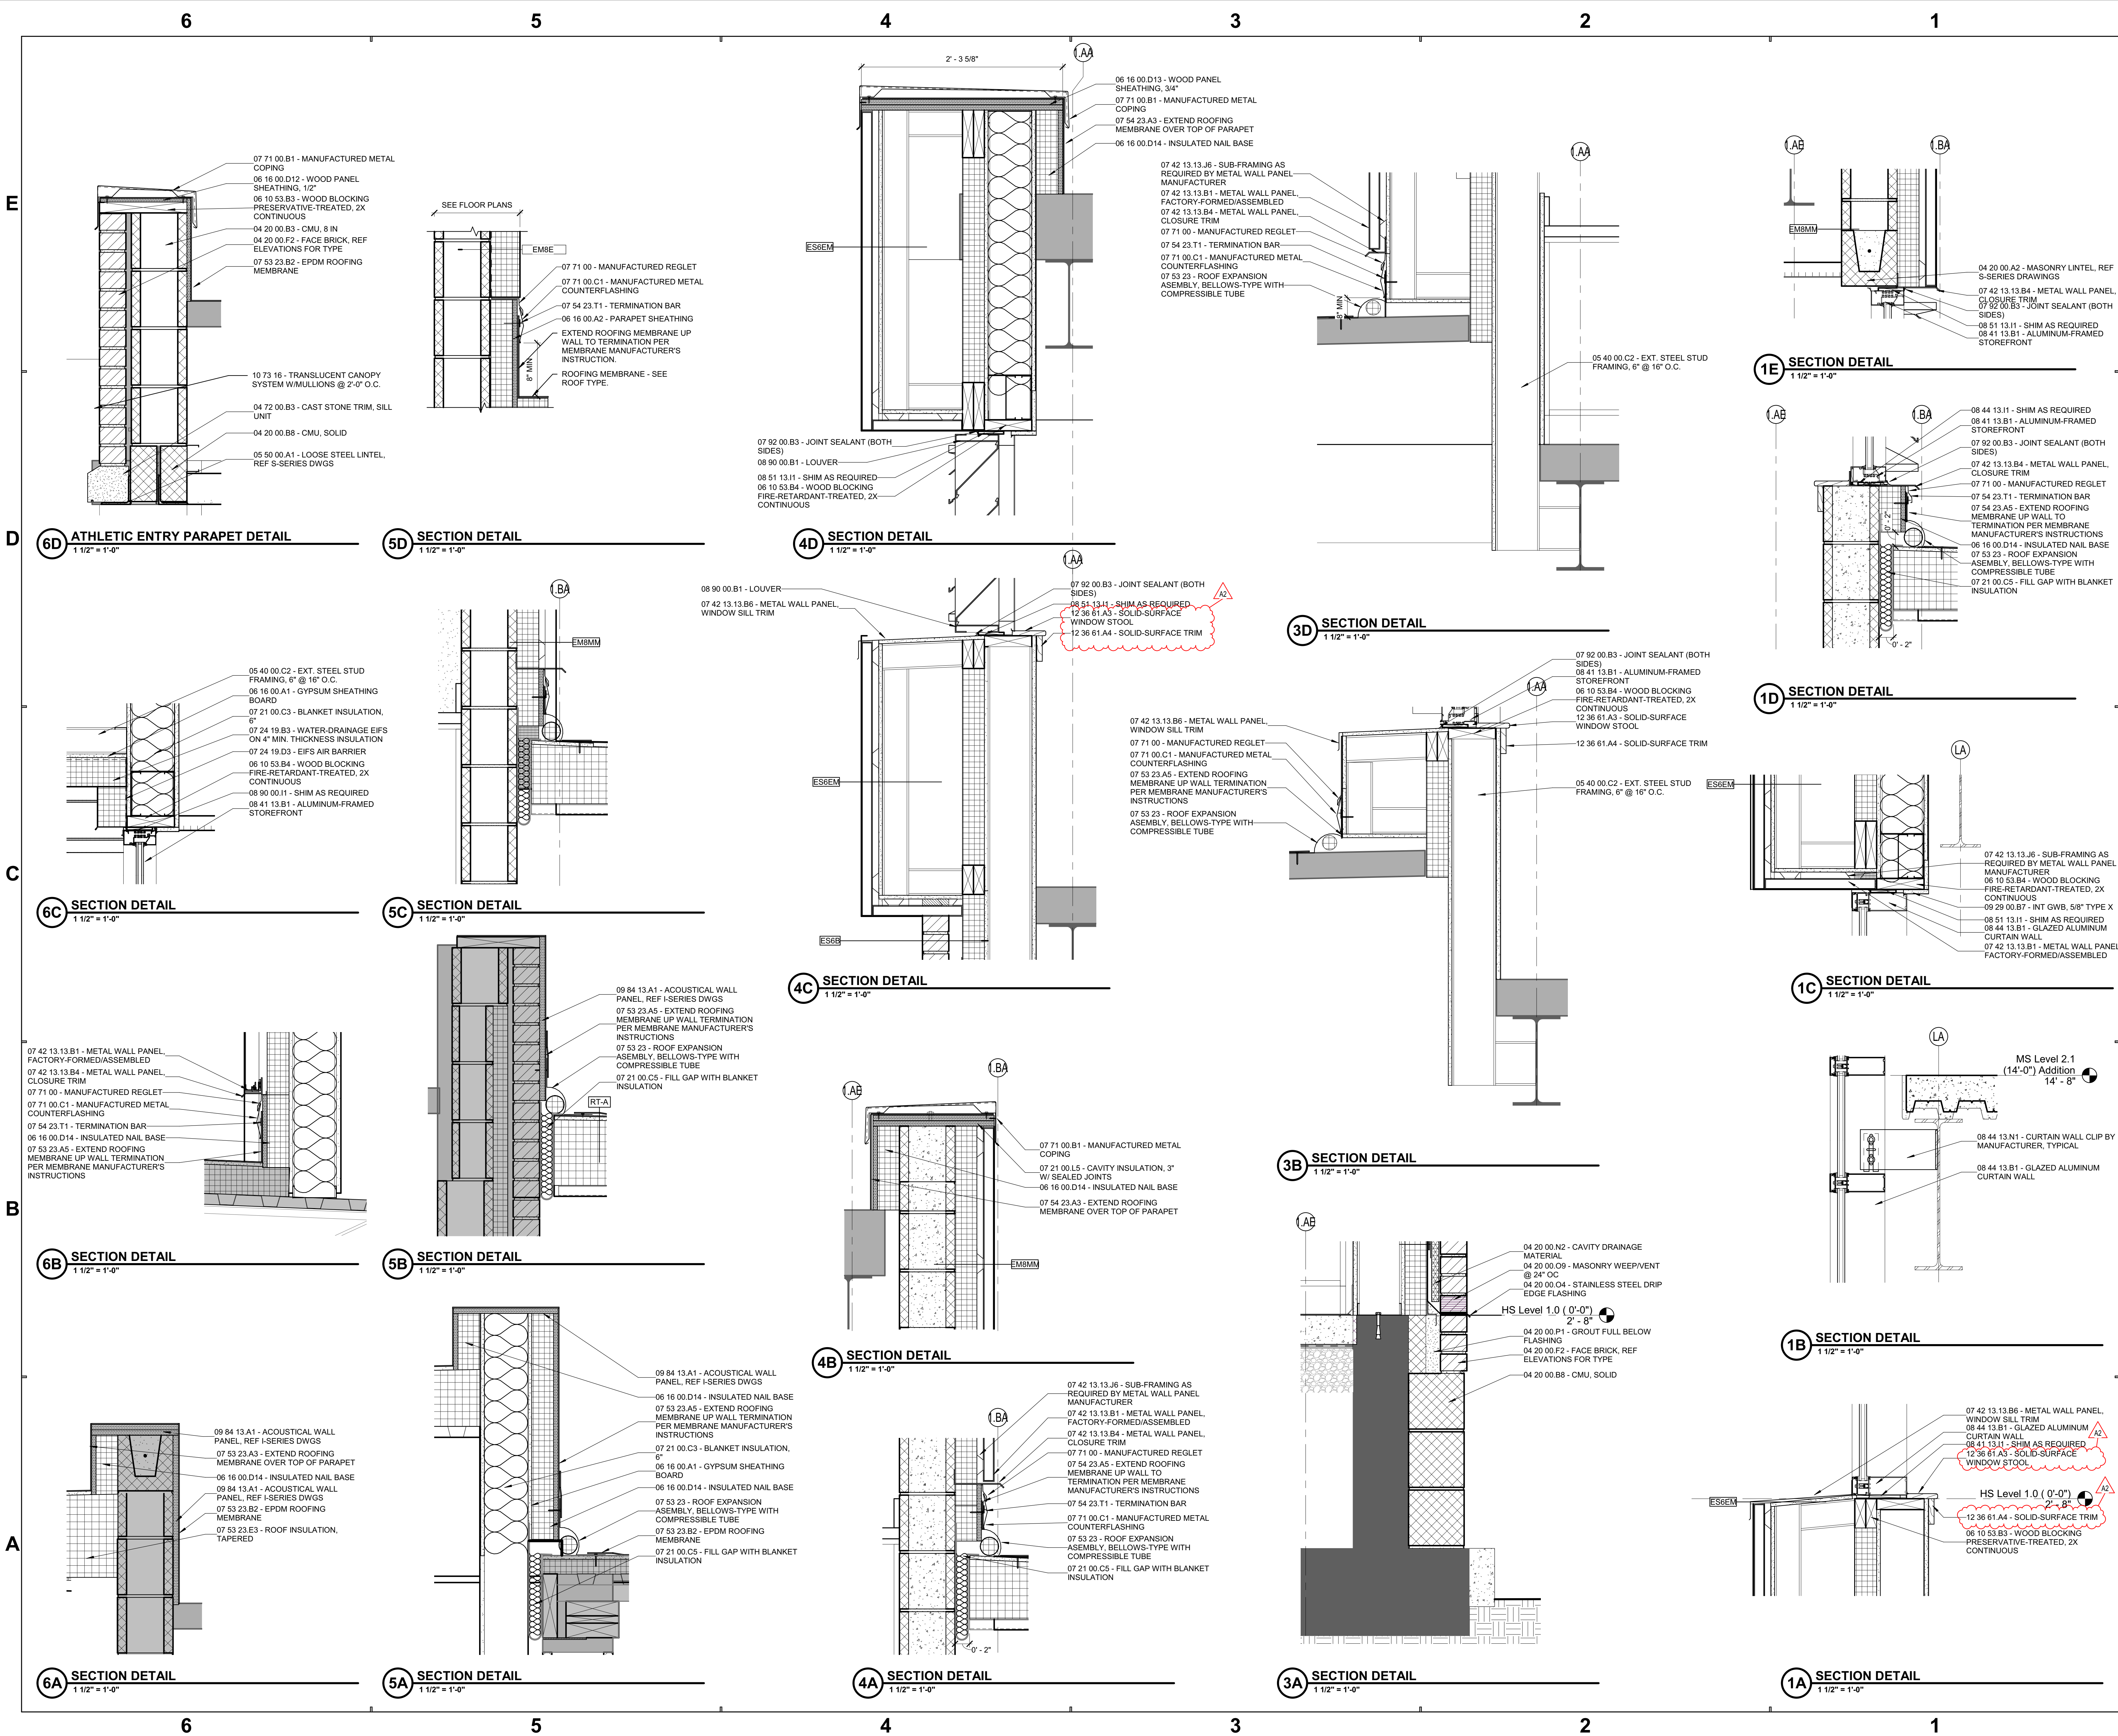 6
5
4
3
2
1
E
D
C
B
A
07 71 00.B1 - MANUFACTURED METAL
COPING
06 16 00.D12 - WOOD PANEL
SHEATHING, 1/2"
06 10 53.B3 - WOOD BLOCKING
PRESERVATIVE-TREATED, 2X
CONTINUOUS
04 20 00.B3 - CMU, 8 IN
04 20 00.F2 - FACE BRICK, REF
ELEVATIONS FOR TYPE
07 53 23.B2 - EPDM ROOFING
MEMBRANE
10 73 16 - TRANSLUCENT CANOPY
SYSTEM W/MULLIONS @ 2'-0" O.C.
04 72 00.B3 - CAST STONE TRIM, SILL
UNIT
04 20 00.B8 - CMU, SOLID
05 50 00.A1 - LOOSE STEEL LINTEL,
REF S-SERIES DWGS
6D ATHLETIC ENTRY PARAPET DETAIL
1 1/2" = 1'-0"
SEE FLOOR PLANS
EM8E
07 71 00 - MANUFACTURED REGLET
07 71 00.C1 - MANUFACTURED METAL
COUNTERFLASHING
07 54 23.T1 - TERMINATION BAR
06 16 00.A2 - PARAPET SHEATHING
EXTEND ROOFING MEMBRANE UP
WALL TO TERMINATION PER
MEMBRANE MANUFACTURER'S
INSTRUCTION.
8" MIN
ROOFING MEMBRANE - SEE
ROOF TYPE.
5D SECTION DETAIL
1 1/2" = 1'-0"
2' - 3 5/8"
1.AA
06 16 00.D13 - WOOD PANEL
SHEATHING, 3/4"
07 71 00.B1 - MANUFACTURED METAL
COPING
07 54 23.A3 - EXTEND ROOFING
MEMBRANE OVER TOP OF PARAPET
06 16 00.D14 - INSULATED NAIL BASE
ES6EM
07 92 00.B3 - JOINT SEALANT (BOTH
SIDES)
08 90 00.B1 - LOUVER
08 51 13.I1 - SHIM AS REQUIRED
06 10 53.B4 - WOOD BLOCKING
FIRE-RETARDANT-TREATED, 2X
CONTINUOUS
4D SECTION DETAIL
1 1/2" = 1'-0"
07 42 13.13.J6 - SUB-FRAMING AS
REQUIRED BY METAL WALL PANEL
MANUFACTURER
07 42 13.13.B1 - METAL WALL PANEL,
FACTORY-FORMED/ASSEMBLED
07 42 13.13.B4 - METAL WALL PANEL,
CLOSURE TRIM
07 71 00 - MANUFACTURED REGLET
07 54 23.T1 - TERMINATION BAR
07 71 00.C1 - MANUFACTURED METAL
COUNTERFLASHING
07 53 23 - ROOF EXPANSION
ASEMBLY, BELLOWS-TYPE WITH
COMPRESSIBLE TUBE
8" MIN
1.AA
05 40 00.C2 - EXT. STEEL STUD
FRAMING, 6" @ 16" O.C.
3D SECTION DETAIL
1 1/2" = 1'-0"
1.AE
1.BA
EM8MM
04 20 00.A2 - MASONRY LINTEL, REF
S-SERIES DRAWINGS
07 42 13.13.B4 - METAL WALL PANEL,
CLOSURE TRIM
07 92 00.B3 - JOINT SEALANT (BOTH
SIDES)
08 51 13.I1 - SHIM AS REQUIRED
08 41 13.B1 - ALUMINUM-FRAMED
STOREFRONT
1E SECTION DETAIL
1 1/2" = 1'-0"
1.AE
1.BA
08 44 13.I1 - SHIM AS REQUIRED
08 41 13.B1 - ALUMINUM-FRAMED
STOREFRONT
07 92 00.B3 - JOINT SEALANT (BOTH
SIDES)
07 42 13.13.B4 - METAL WALL PANEL,
CLOSURE TRIM
07 71 00 - MANUFACTURED REGLET
07 54 23.T1 - TERMINATION BAR
07 54 23.A5 - EXTEND ROOFING
MEMBRANE UP WALL TO
TERMINATION PER MEMBRANE
MANUFACTURER'S INSTRUCTIONS
06 16 00.D14 - INSULATED NAIL BASE
07 53 23 - ROOF EXPANSION
ASEMBLY, BELLOWS-TYPE WITH
COMPRESSIBLE TUBE
07 21 00.C5 - FILL GAP WITH BLANKET
INSULATION
0' - 2"
0' - 2"
1D SECTION DETAIL
1 1/2" = 1'-0"
05 40 00.C2 - EXT. STEEL STUD
FRAMING, 6" @ 16" O.C.
06 16 00.A1 - GYPSUM SHEATHING
BOARD
07 21 00.C3 - BLANKET INSULATION,
6"
07 24 19.B3 - WATER-DRAINAGE EIFS
ON 4" MIN. THICKNESS INSULATION
07 24 19.D3 - EIFS AIR BARRIER
06 10 53.B4 - WOOD BLOCKING
FIRE-RETARDANT-TREATED, 2X
CONTINUOUS
08 90 00.I1 - SHIM AS REQUIRED
08 41 13.B1 - ALUMINUM-FRAMED
STOREFRONT
6C SECTION DETAIL
1 1/2" = 1'-0"
1.BA
EM8MM
5C SECTION DETAIL
1 1/2" = 1'-0"
1.AA
08 90 00.B1 - LOUVER
07 42 13.13.B6 - METAL WALL PANEL,
WINDOW SILL TRIM
07 92 00.B3 - JOINT SEALANT (BOTH
SIDES)
08 51 13.I1 - SHIM AS REQUIRED
12 36 61.A3 - SOLID-SURFACE
WINDOW STOOL
12 36 61.A4 - SOLID-SURFACE TRIM
A2
ES6EM
ES6B
4C SECTION DETAIL
1 1/2" = 1'-0"
07 92 00.B3 - JOINT SEALANT (BOTH
SIDES)
08 41 13.B1 - ALUMINUM-FRAMED
STOREFRONT
06 10 53.B4 - WOOD BLOCKING
FIRE-RETARDANT-TREATED, 2X
CONTINUOUS
12 36 61.A3 - SOLID-SURFACE
WINDOW STOOL
12 36 61.A4 - SOLID-SURFACE TRIM
05 40 00.C2 - EXT. STEEL STUD
FRAMING, 6" @ 16" O.C.
1.AA
07 42 13.13.B6 - METAL WALL PANEL,
WINDOW SILL TRIM
07 71 00 - MANUFACTURED REGLET
07 71 00.C1 - MANUFACTURED METAL
COUNTERFLASHING
07 53 23.A5 - EXTEND ROOFING
MEMBRANE UP WALL TERMINATION
PER MEMBRANE MANUFACTURER'S
INSTRUCTIONS
07 53 23 - ROOF EXPANSION
ASEMBLY, BELLOWS-TYPE WITH
COMPRESSIBLE TUBE
3B SECTION DETAIL
1 1/2" = 1'-0"
LA
ES6EM
07 42 13.13.J6 - SUB-FRAMING AS
REQUIRED BY METAL WALL PANEL
MANUFACTURER
06 10 53.B4 - WOOD BLOCKING
FIRE-RETARDANT-TREATED, 2X
CONTINUOUS
09 29 00.B7 - INT GWB, 5/8" TYPE X
08 51 13.I1 - SHIM AS REQUIRED
08 44 13.B1 - GLAZED ALUMINUM
CURTAIN WALL
07 42 13.13.B1 - METAL WALL PANEL
FACTORY-FORMED/ASSEMBLED
1C SECTION DETAIL
1 1/2" = 1'-0"
07 42 13.13.B1 - METAL WALL PANEL,
FACTORY-FORMED/ASSEMBLED
07 42 13.13.B4 - METAL WALL PANEL,
CLOSURE TRIM
07 71 00 - MANUFACTURED REGLET
07 71 00.C1 - MANUFACTURED METAL
COUNTERFLASHING
07 54 23.T1 - TERMINATION BAR
06 16 00.D14 - INSULATED NAIL BASE
07 53 23.A5 - EXTEND ROOFING
MEMBRANE UP WALL TERMINATION
PER MEMBRANE MANUFACTURER'S
INSTRUCTIONS
6B SECTION DETAIL
1 1/2" = 1'-0"
09 84 13.A1 - ACOUSTICAL WALL
PANEL, REF I-SERIES DWGS
07 53 23.A5 - EXTEND ROOFING
MEMBRANE UP WALL TERMINATION
PER MEMBRANE MANUFACTURER'S
INSTRUCTIONS
07 53 23 - ROOF EXPANSION
ASEMBLY, BELLOWS-TYPE WITH
COMPRESSIBLE TUBE
07 21 00.C5 - FILL GAP WITH BLANKET
INSULATION
RT-A
5B SECTION DETAIL
1 1/2" = 1'-0"
1.AE
1.BA
07 71 00.B1 - MANUFACTURED METAL
COPING
07 21 00.L5 - CAVITY INSULATION, 3"
W/ SEALED JOINTS
06 16 00.D14 - INSULATED NAIL BASE
07 54 23.A3 - EXTEND ROOFING
MEMBRANE OVER TOP OF PARAPET
EM8MM
4B SECTION DETAIL
1 1/2" = 1'-0"
LA
MS Level 2.1
(14'-0") Addition
14' - 8"
08 44 13.N1 - CURTAIN WALL CLIP BY
MANUFACTURER, TYPICAL
08 44 13.B1 - GLAZED ALUMINUM
CURTAIN WALL
1B SECTION DETAIL
1 1/2" = 1'-0"
09 84 13.A1 - ACOUSTICAL WALL
PANEL, REF I-SERIES DWGS
07 53 23.A3 - EXTEND ROOFING
MEMBRANE OVER TOP OF PARAPET
06 16 00.D14 - INSULATED NAIL BASE
09 84 13.A1 - ACOUSTICAL WALL
PANEL, REF I-SERIES DWGS
07 53 23.B2 - EPDM ROOFING
MEMBRANE
07 53 23.E3 - ROOF INSULATION,
TAPERED
6A SECTION DETAIL
1 1/2" = 1'-0"
09 84 13.A1 - ACOUSTICAL WALL
PANEL, REF I-SERIES DWGS
06 16 00.D14 - INSULATED NAIL BASE
07 53 23.A5 - EXTEND ROOFING
MEMBRANE UP WALL TERMINATION
PER MEMBRANE MANUFACTURER'S
INSTRUCTIONS
07 21 00.C3 - BLANKET INSULATION,
6"
06 16 00.A1 - GYPSUM SHEATHING
BOARD
06 16 00.D14 - INSULATED NAIL BASE
07 53 23 - ROOF EXPANSION
ASEMBLY, BELLOWS-TYPE WITH
COMPRESSIBLE TUBE
07 53 23.B2 - EPDM ROOFING
MEMBRANE
07 21 00.C5 - FILL GAP WITH BLANKET
INSULATION
5A SECTION DETAIL
1 1/2" = 1'-0"
1.BA
07 42 13.13.J6 - SUB-FRAMING AS
REQUIRED BY METAL WALL PANEL
MANUFACTURER
07 42 13.13.B1 - METAL WALL PANEL,
FACTORY-FORMED/ASSEMBLED
07 42 13.13.B4 - METAL WALL PANEL,
CLOSURE TRIM
07 71 00 - MANUFACTURED REGLET
07 54 23.A5 - EXTEND ROOFING
MEMBRANE UP WALL TO
TERMINATION PER MEMBRANE
MANUFACTURER'S INSTRUCTIONS
07 54 23.T1 - TERMINATION BAR
07 71 00.C1 - MANUFACTURED METAL
COUNTERFLASHING
07 53 23 - ROOF EXPANSION
ASEMBLY, BELLOWS-TYPE WITH
COMPRESSIBLE TUBE
07 21 00.C5 - FILL GAP WITH BLANKET
INSULATION
0' - 2"
4A SECTION DETAIL
1 1/2" = 1'-0"
1.AE
04 20 00.N2 - CAVITY DRAINAGE
MATERIAL
04 20 00.O9 - MASONRY WEEP/VENT
@ 24" OC
04 20 00.O4 - STAINLESS STEEL DRIP
EDGE FLASHING
HS Level 1.0 ( 0'-0")
2' - 8"
04 20 00.P1 - GROUT FULL BELOW
FLASHING
04 20 00.F2 - FACE BRICK, REF
ELEVATIONS FOR TYPE
04 20 00.B8 - CMU, SOLID
3A SECTION DETAIL
1 1/2" = 1'-0"
07 42 13.13.B6 - METAL WALL PANEL,
WINDOW SILL TRIM
08 44 13.B1 - GLAZED ALUMINUM
CURTAIN WALL
08 41 13.I1 - SHIM AS REQUIRED
12 36 61.A3 - SOLID-SURFACE
WINDOW STOOL
A2
HS Level 1.0 ( 0'-0")
2' - 8"
A2
12 36 61.A4 - SOLID-SURFACE TRIM
06 10 53.B3 - WOOD BLOCKING
PRESERVATIVE-TREATED, 2X
CONTINUOUS
ES6EM
1A SECTION DETAIL
1 1/2" = 1'-0"
6
5
4
3
2
1